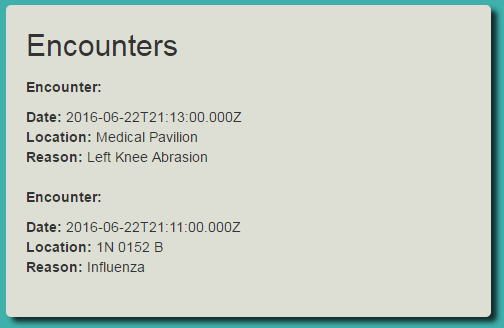 Encounters
Encounter:
Date: 2016-06-22T21:13:00.000Z
Location: Medical Pavilion
Reason: Left Knee Abrasion
Encounter:
Date: 2016-06-22T21:11:00.000Z
Location: 1N 0152 B
Reason: Influenza